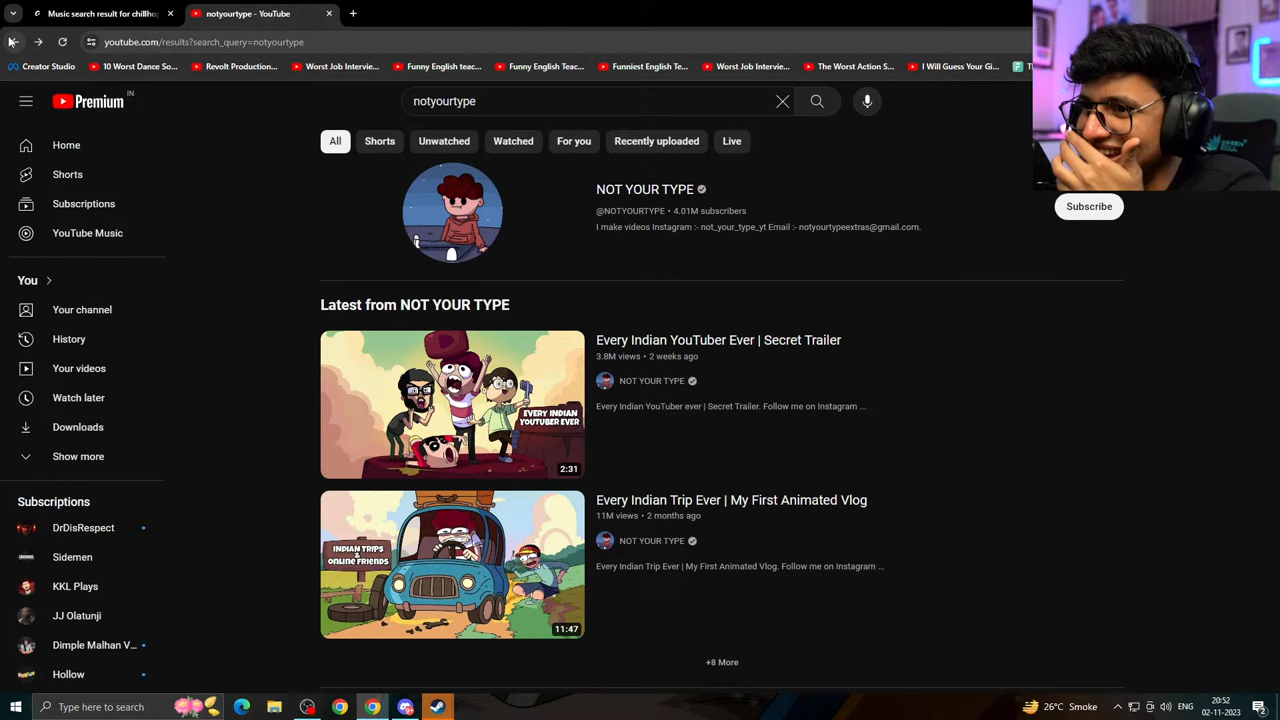 Music search result for chillho
notyourtype - YouTube
youtube.com/results?search_query=notyourtype
Creator Studio
10 Worst Dance So...
Revolt Production...
Worst Job Intervie...
Funny English teac...
Funny English Teac...
Funniest English Te...
Worst Job Interview...
The Worst Action S...
I Will Guess Your Gi...
Premium IN
notyourtype
Home
Shorts
Subscriptions
YouTube Music
You
Your channel
History
Your videos
Watch later
Downloads
Show more
Subscriptions
DrDisRespect
Sidemen
KKL Plays
JJ Olatunji
Dimple Malhan V...
Hollow
All
Shorts
Unwatched
Watched
For you
Recently uploaded
Live
NOT YOUR TYPE
@NOTYOURTYPE • 4.01M subscribers
I make videos Instagram :- not_your_type_yt Email :- notyourtypeextras@gmail.com.
Subscribe
Latest from NOT YOUR TYPE
EVERY INDIAN
YOUTUBER EVER
2:31
Every Indian YouTuber Ever | Secret Trailer
3.8M views • 2 weeks ago
NOT YOUR TYPE
Every Indian YouTuber ever | Secret Trailer. Follow me on Instagram ...
INDIAN TRIPS
&
ONLINE FRIENDS
11:47
Every Indian Trip Ever | My First Animated Vlog
11M views • 2 months ago
NOT YOUR TYPE
Every Indian Trip Ever | My First Animated Vlog. Follow me on Instagram ...
+8 More
Type here to search
26°C Smoke
ENG
20:52
02-11-2023
2